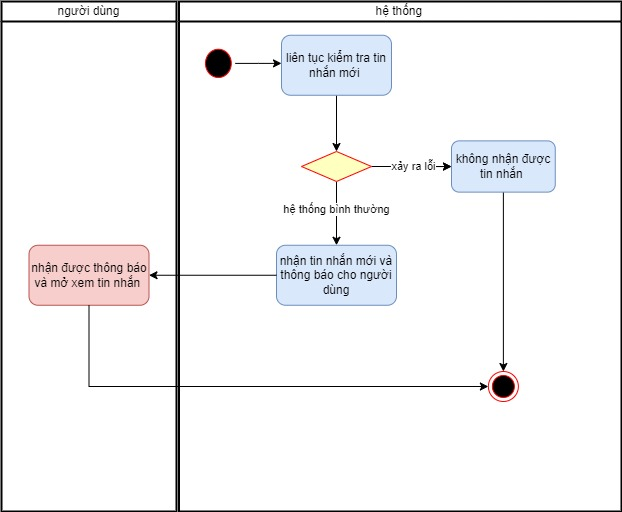 người dùng
hệ thống
liên tục kiểm tra tin
nhắn mới
xảy ra lỗi
không nhận được
tin nhắn
hệ thống bình thường
nhận được thông báo
và mở xem tin nhắn
nhận tin nhắn mới và
thông báo cho người
dùng